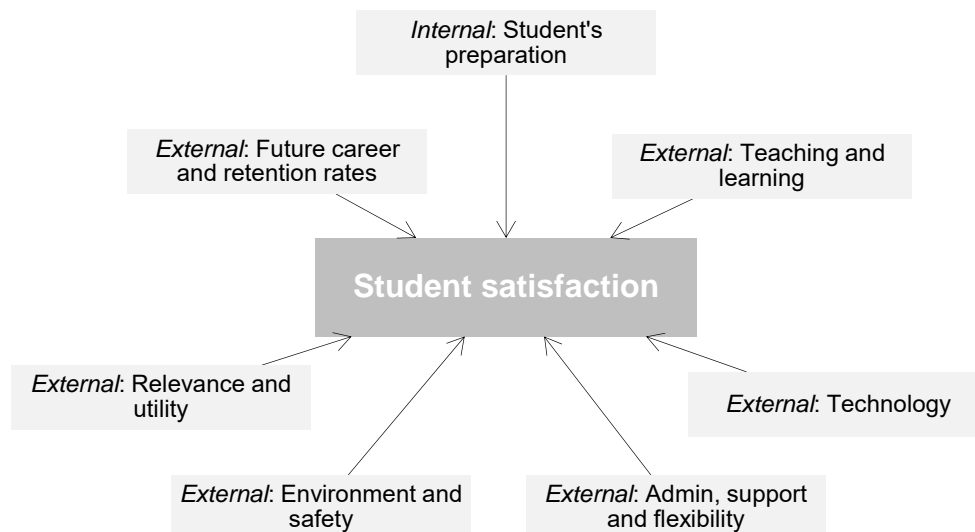 Internal: Student's
preparation
External: Future career
and retention rates
External: Teaching and
learning
Student satisfaction
External: Relevance and
utility
External: Technology
External: Environment and
safety
External: Admin, support
and flexibility